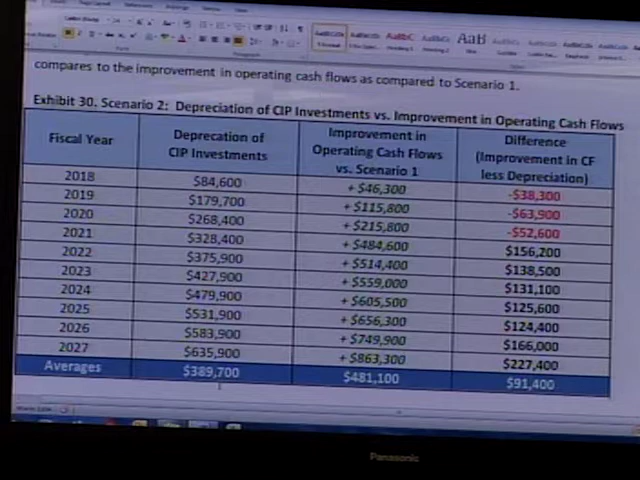 compares to the improvement in operating cash flows as compared to Scenario 1.
Exhibit 30. Scenario 2: Depreciation of CIP Investments vs. Improvement in Operating Cash Flows
Fiscal Year Deprecation of CIP Investments Improvement in Operating Cash Flows vs. Scenario 1 Difference (Improvement in CF less Depreciation)
2018 $84,600 + $46,300 -$38,300
2019 $179,700 + $115,800 -$63,900
2020 $268,400 + $215,800 -$52,600
2021 $328,400 + $484,600 $156,200
2022 $375,900 + $514,400 $138,500
2023 $427,900 + $559,000 $131,100
2024 $479,900 + $605,500 $125,600
2025 $531,900 + $656,300 $124,400
2026 $583,900 + $749,900 $166,000
2027 $635,900 + $863,300 $227,400
Averages $389,700 $481,100 $91,400
Panasonic